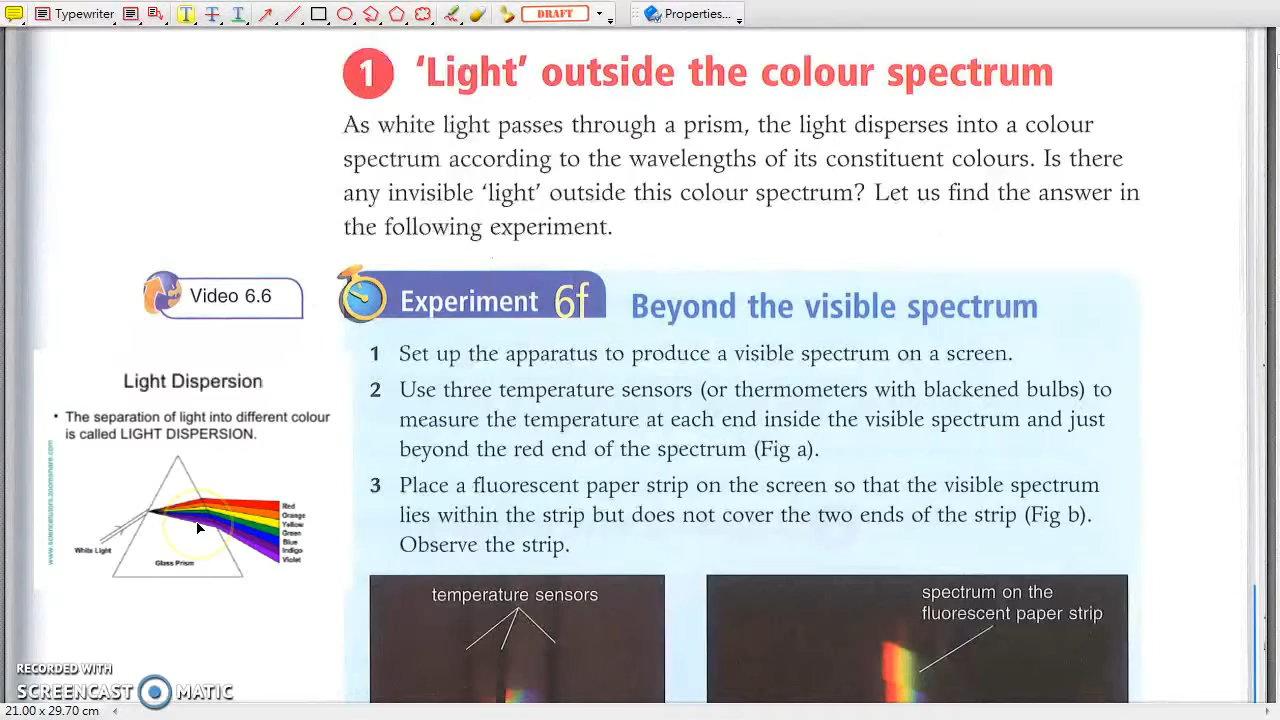 Typewriter
DRAFT
Properties...
1 'Light' outside the colour spectrum
As white light passes through a prism, the light disperses into a colour
spectrum according to the wavelengths of its constituent colours. Is there
any invisible 'light' outside this colour spectrum? Let us find the answer in
the following experiment.
Video 6.6
Experiment 6f Beyond the visible spectrum
1 Set up the apparatus to produce a visible spectrum on a screen.
2 Use three temperature sensors (or thermometers with blackened bulbs) to
measure the temperature at each end inside the visible spectrum and just
beyond the red end of the spectrum (Fig a).
3 Place a fluorescent paper strip on the screen so that the visible spectrum
lies within the strip but does not cover the two ends of the strip (Fig b).
Observe the strip.
Light Dispersion
• The separation of light into different colour
is called LIGHT DISPERSION.
Red
Orange
Yellow
Green
Blue
Indigo
Violet
White Light
Glass Prism
temperature sensors
spectrum on the
fluorescent paper strip
RECORDED WITH
SCREENCAST MATIC
21.00 x 29.70 cm